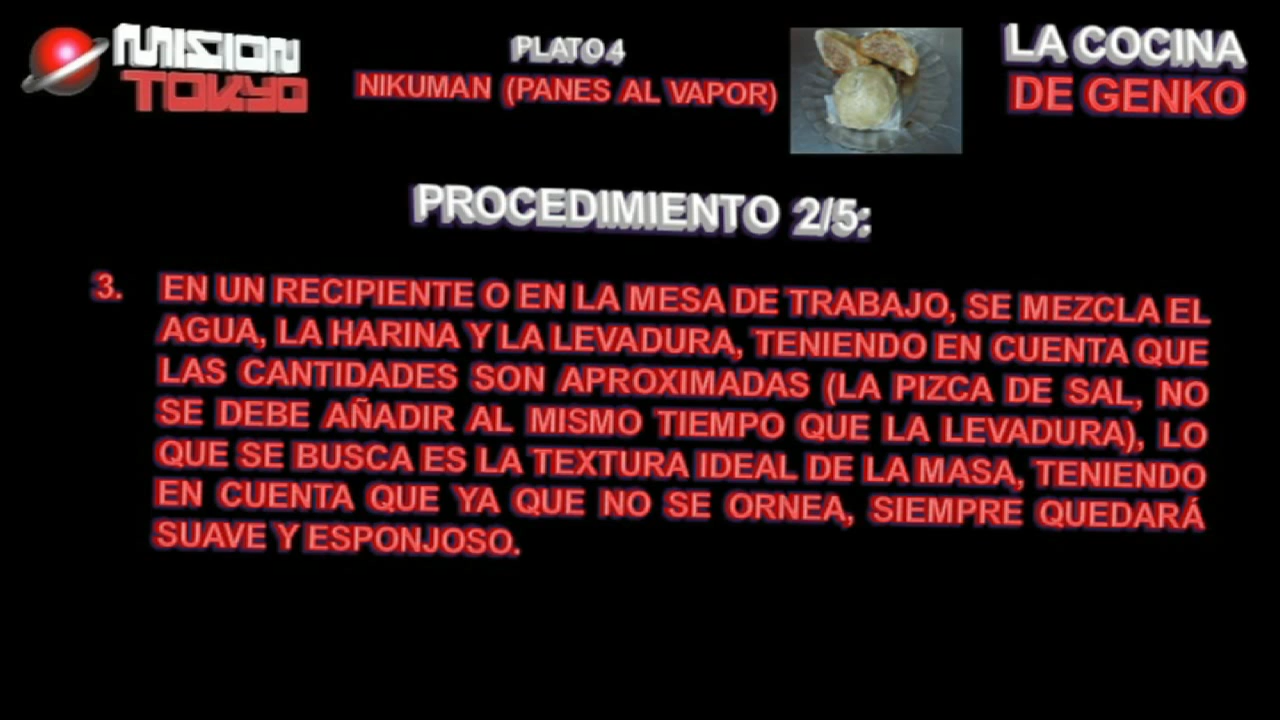 MISION
TOKYO
PLATO 4
NIKUMAN (PANES AL VAPOR)
LA COCINA
DE GENKO
PROCEDIMIENTO 2/5:
3. EN UN RECIPIENTE O EN LA MESA DE TRABAJO, SE MEZCLA EL
AGUA, LA HARINA Y LA LEVADURA, TENIENDO EN CUENTA QUE
LAS CANTIDADES SON APROXIMADAS (LA PIZCA DE SAL, NO
SE DEBE AÑADIR AL MISMO TIEMPO QUE LA LEVADURA), LO
QUE SE BUSCA ES LA TEXTURA IDEAL DE LA MASA, TENIENDO
EN CUENTA QUE YA QUE NO SE ORNEA, SIEMPRE QUEDARÁ
SUAVE Y ESPONJOSO.